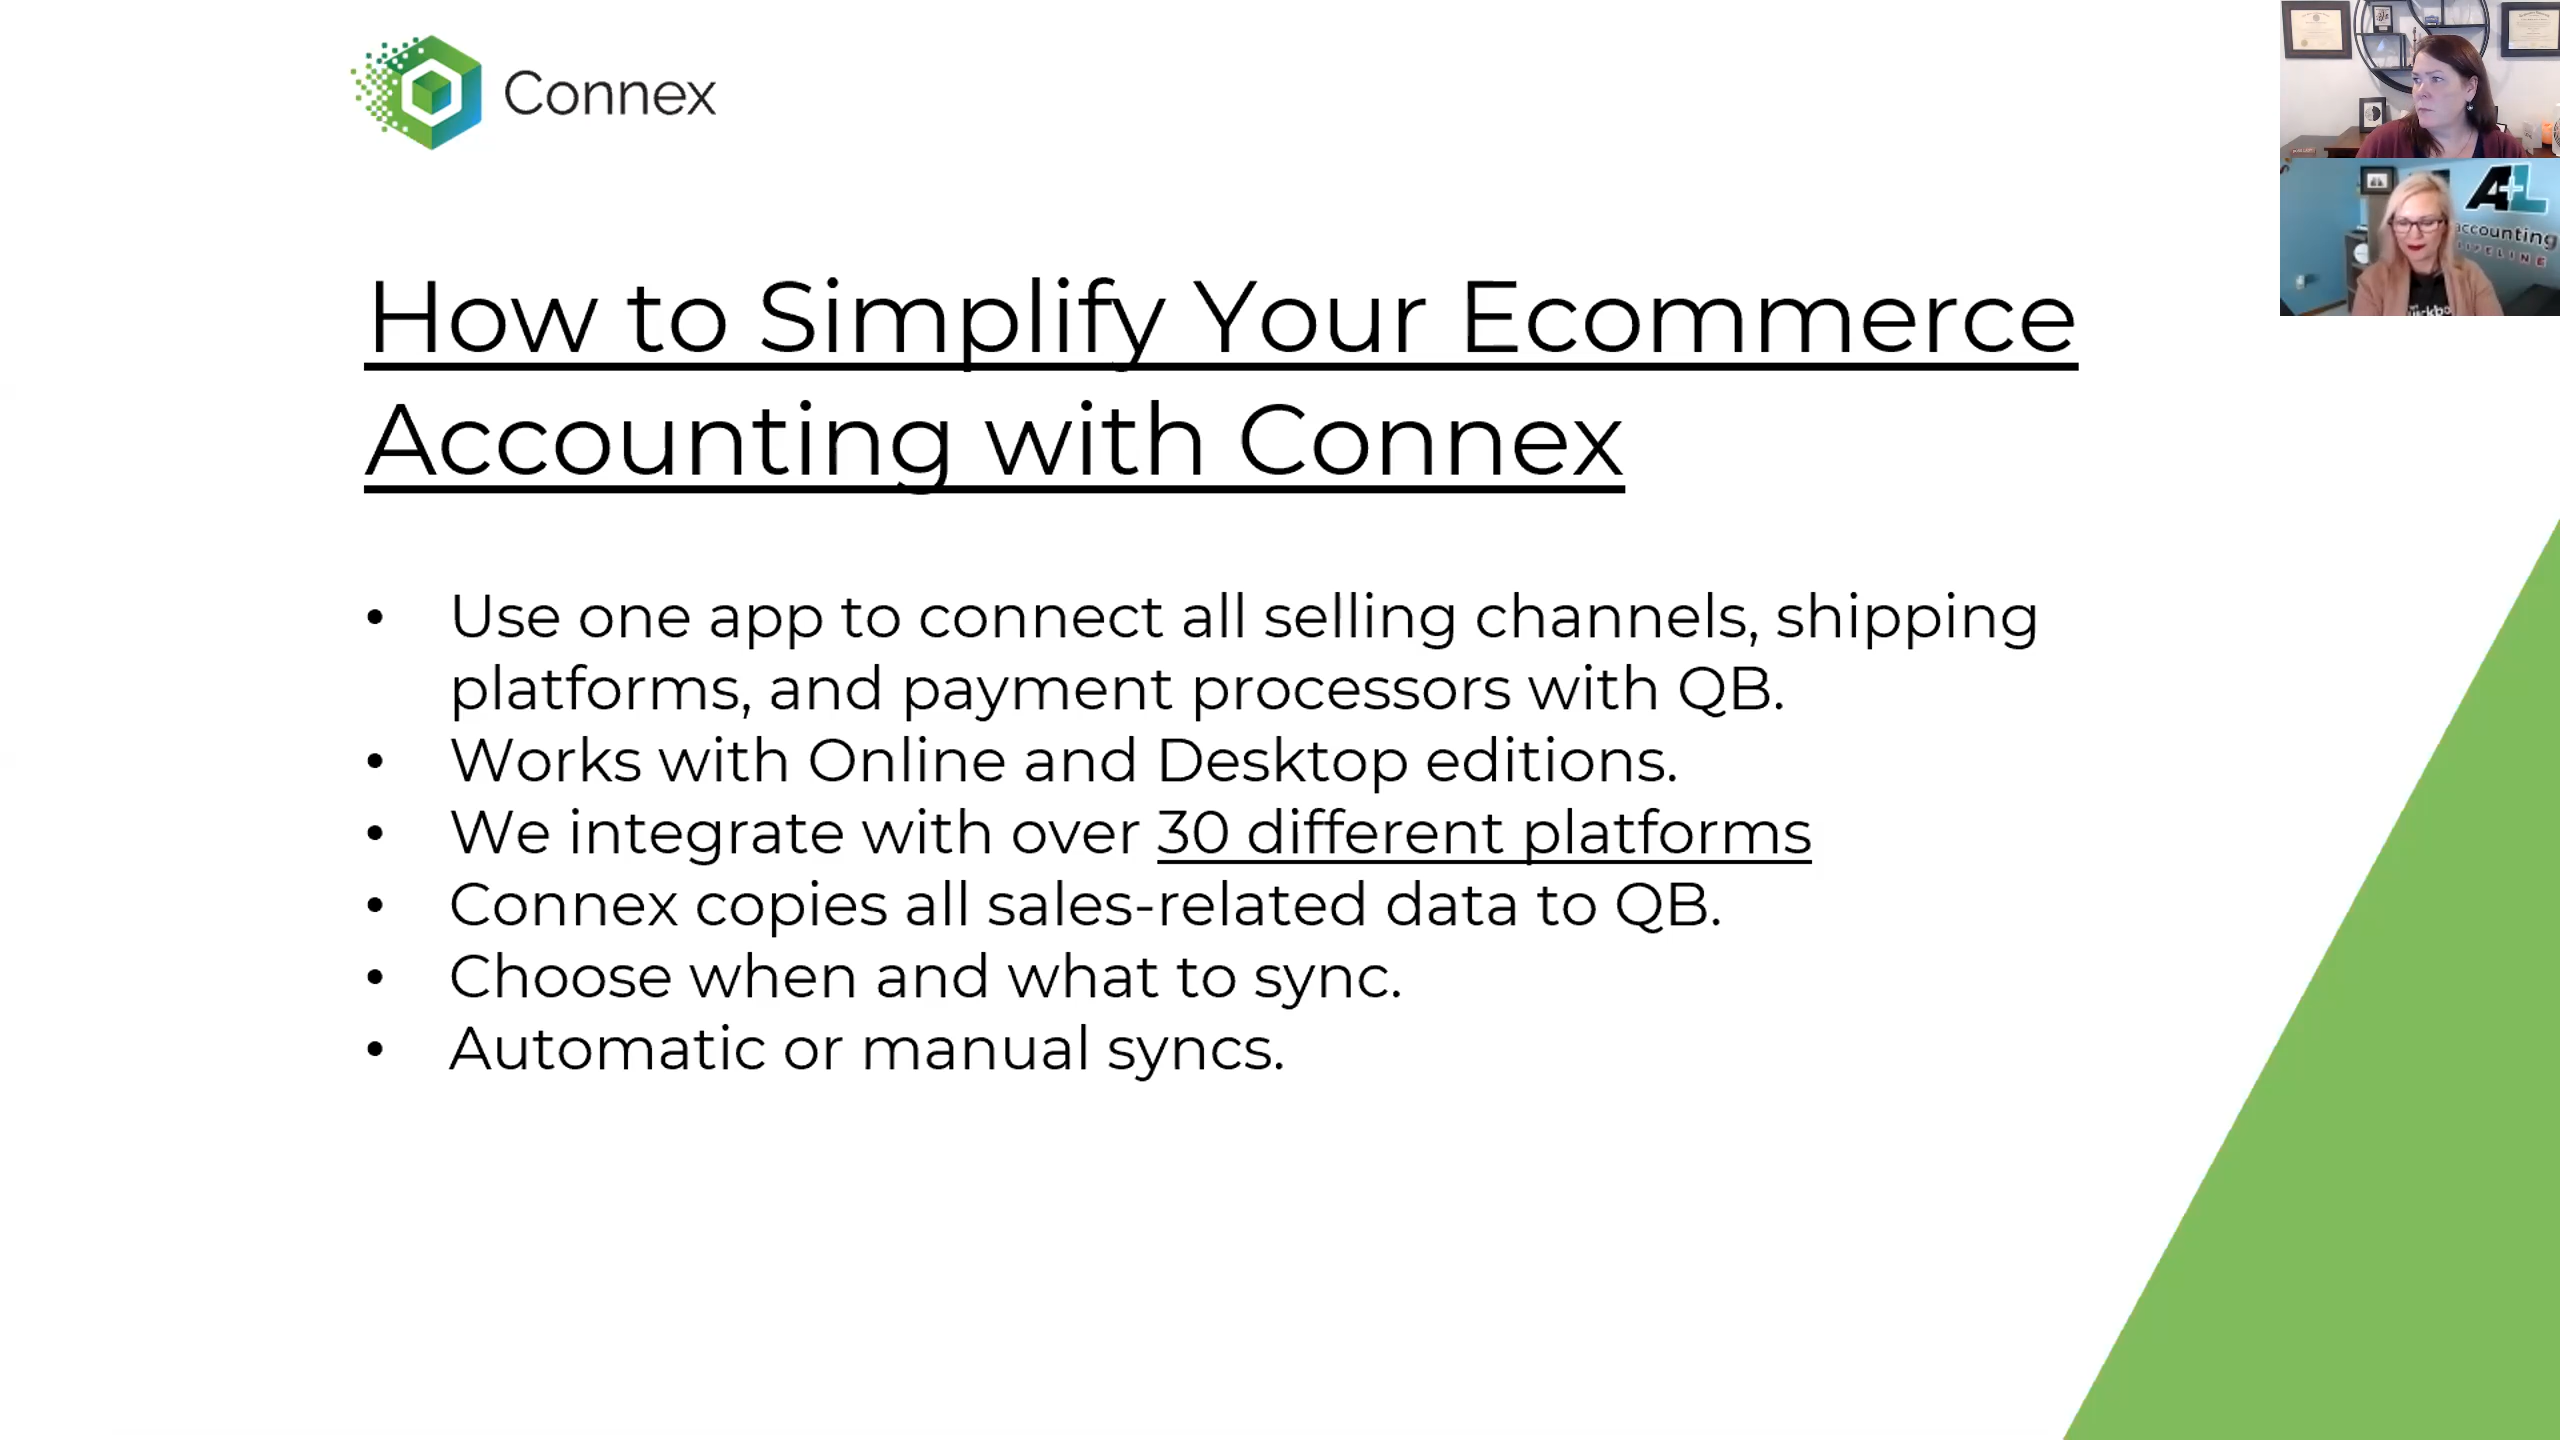 Connex
How to Simplify Your Ecommerce
Accounting with Connex
• Use one app to connect all selling channels, shipping
platforms, and payment processors with QB.
• Works with Online and Desktop editions.
• We integrate with over 30 different platforms
• Connex copies all sales-related data to QB.
• Choose when and what to sync.
• Automatic or manual syncs.
A+L
accounting